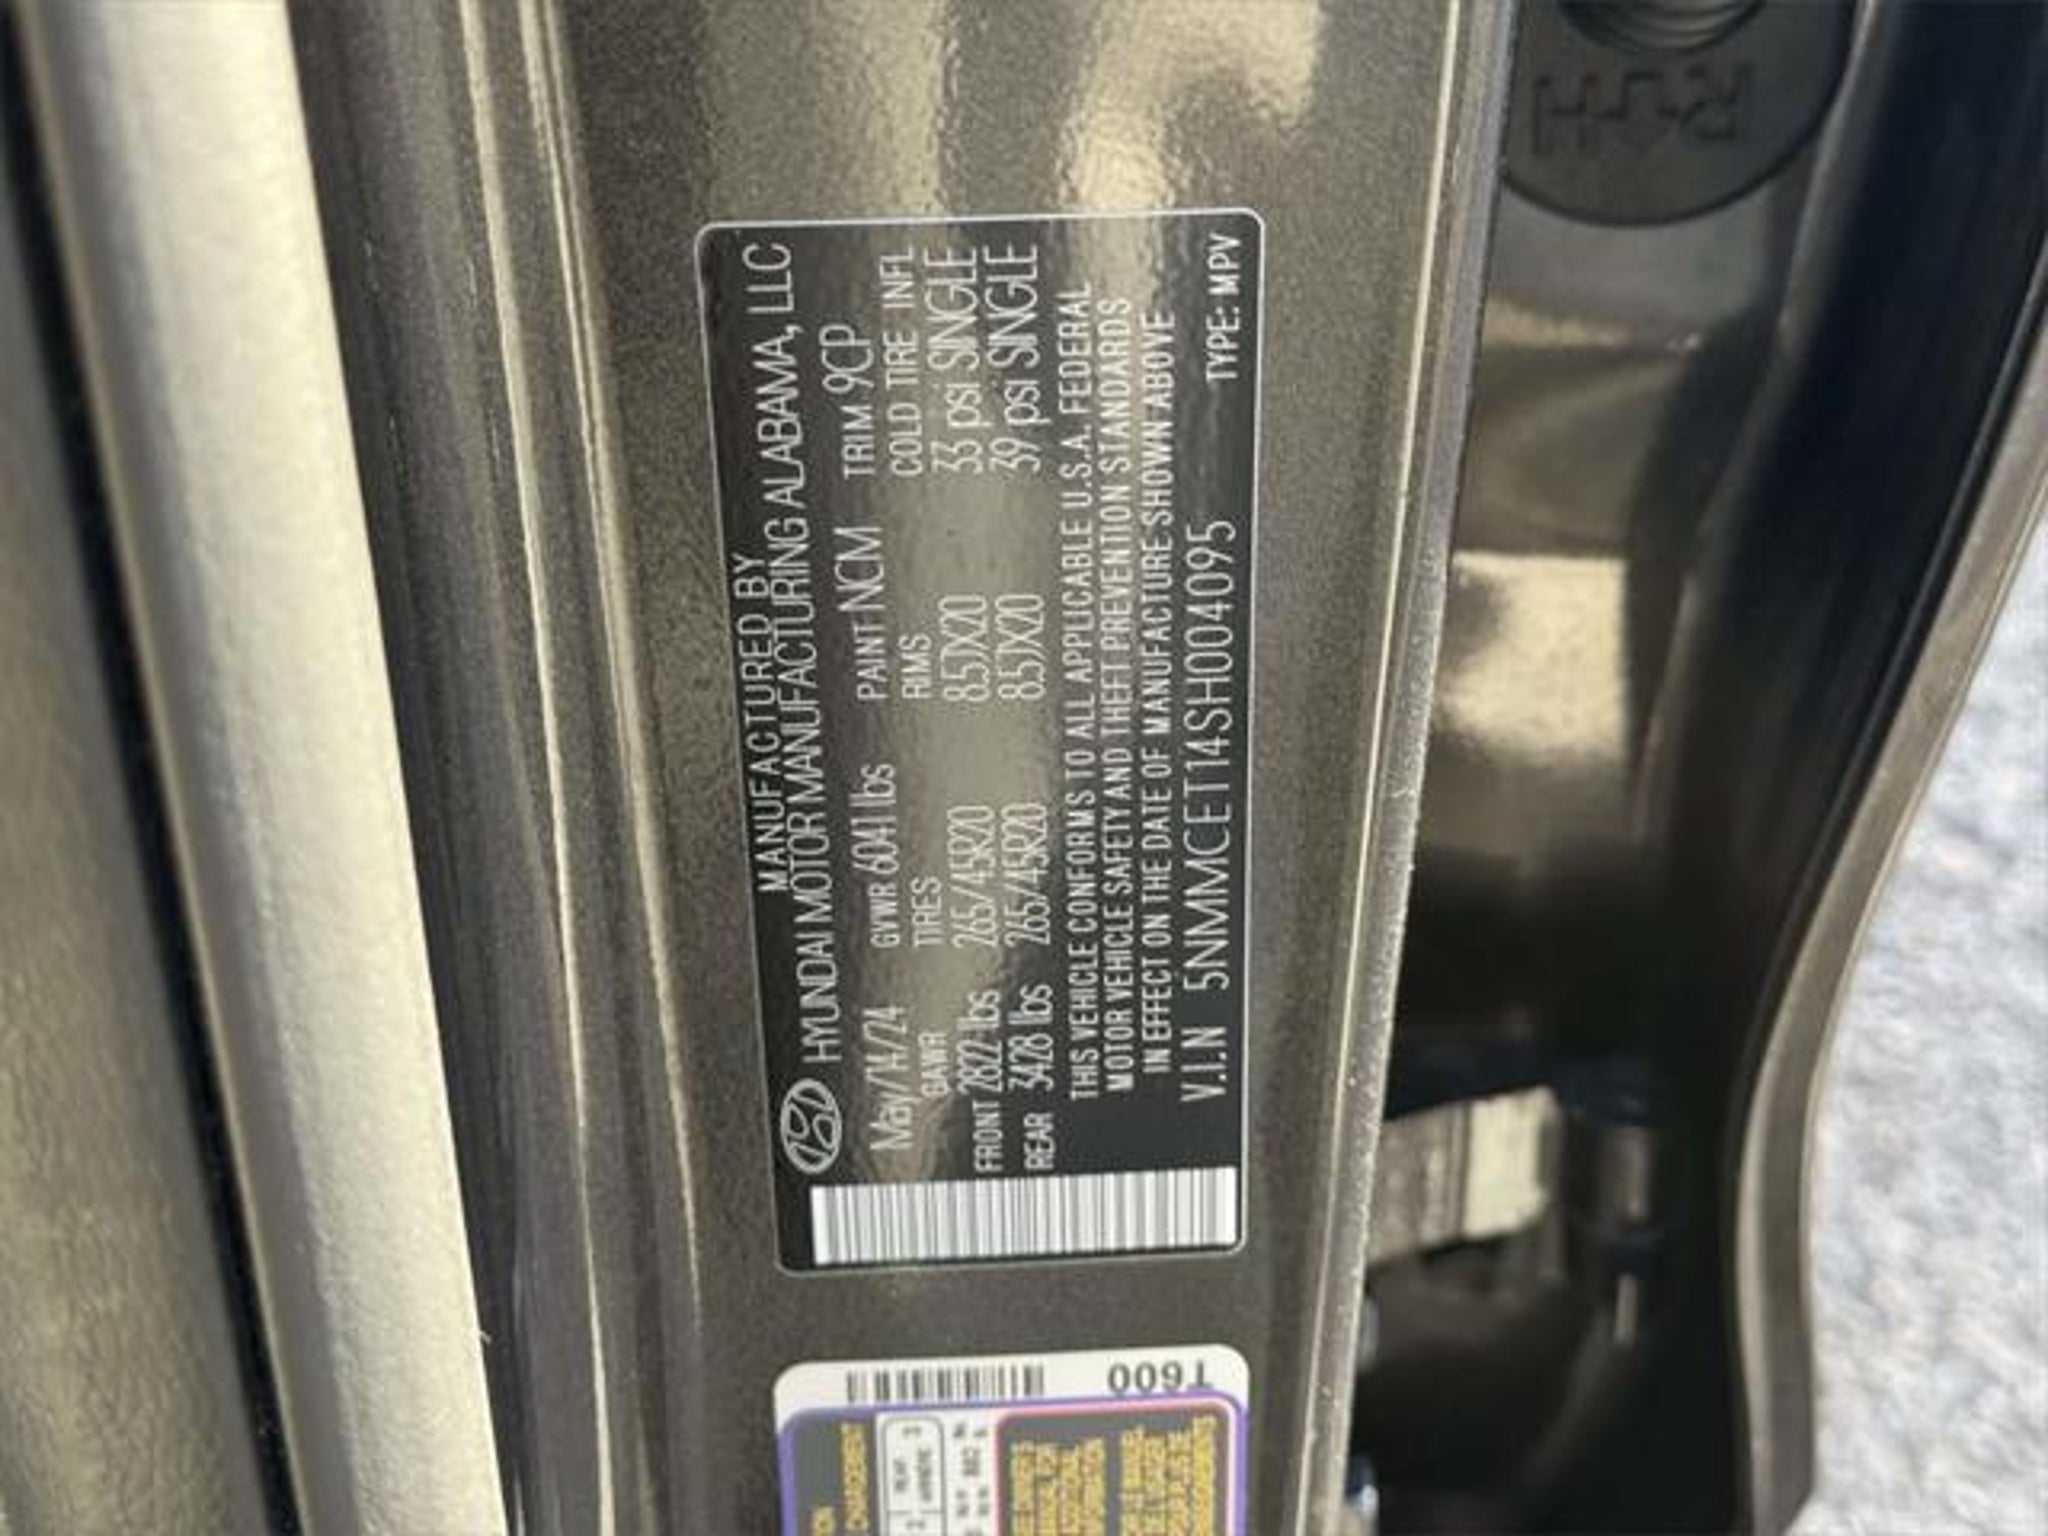 MANUFACTURED BY
HYUNDAI MOTOR MANUFACTURING ALABAMA, LLC
May/14/24 GVWR 6041 lbs PAINT NCM TRIM 9CP
GAWR TIRES RIMS COLD TIRE INFL
FRONT 2822 lbs 265/45R20 8.5JX20 33 psi SINGLE
REAR 3428 lbs 265/45R20 8.5JX20 39 psi SINGLE
THIS VEHICLE CONFORMS TO ALL APPLICABLE U.S.A. FEDERAL
MOTOR VEHICLE SAFETY AND THEFT PREVENTION STANDARDS
IN EFFECT ON THE DATE OF MANUFACTURE SHOWN ABOVE
V.I.N 5NMMCET14SH004095 TYPE: MPV
T600